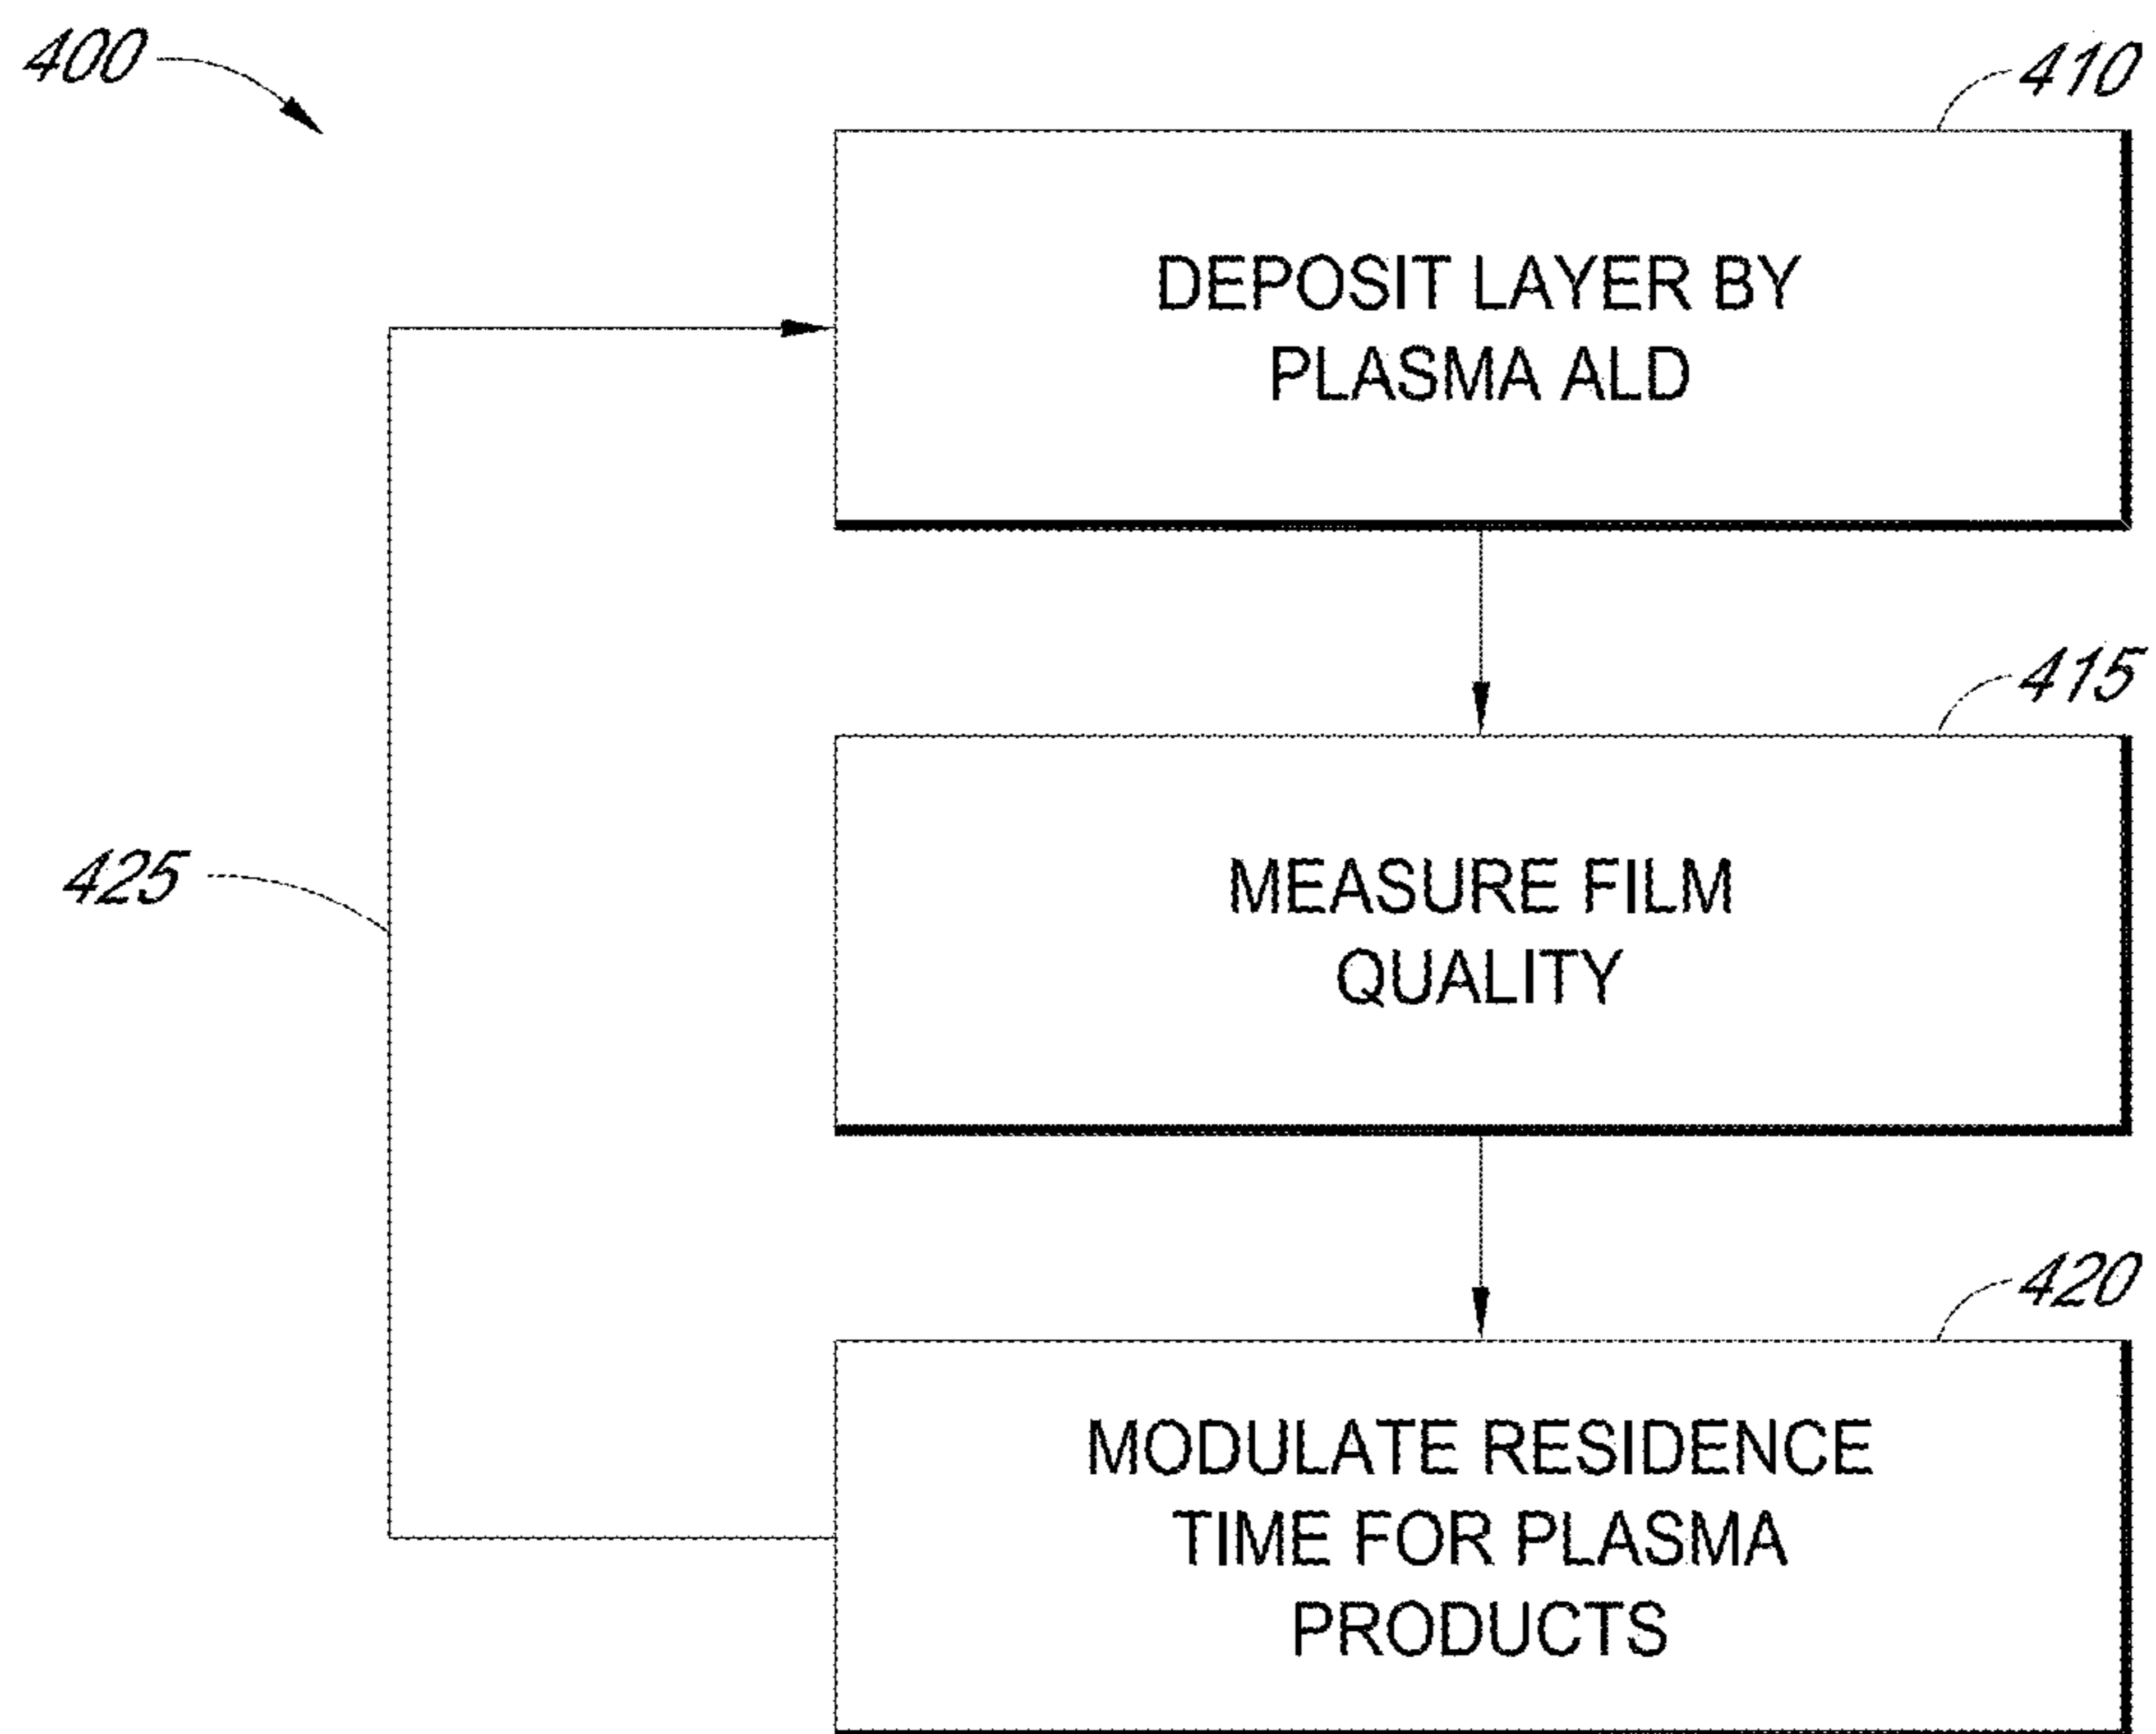 400
410
DEPOSIT LAYER BY
PLASMA ALD
415
MEASURE FILM
QUALITY
425
420
MODULATE RESIDENCE
TIME FOR PLASMA
PRODUCTS